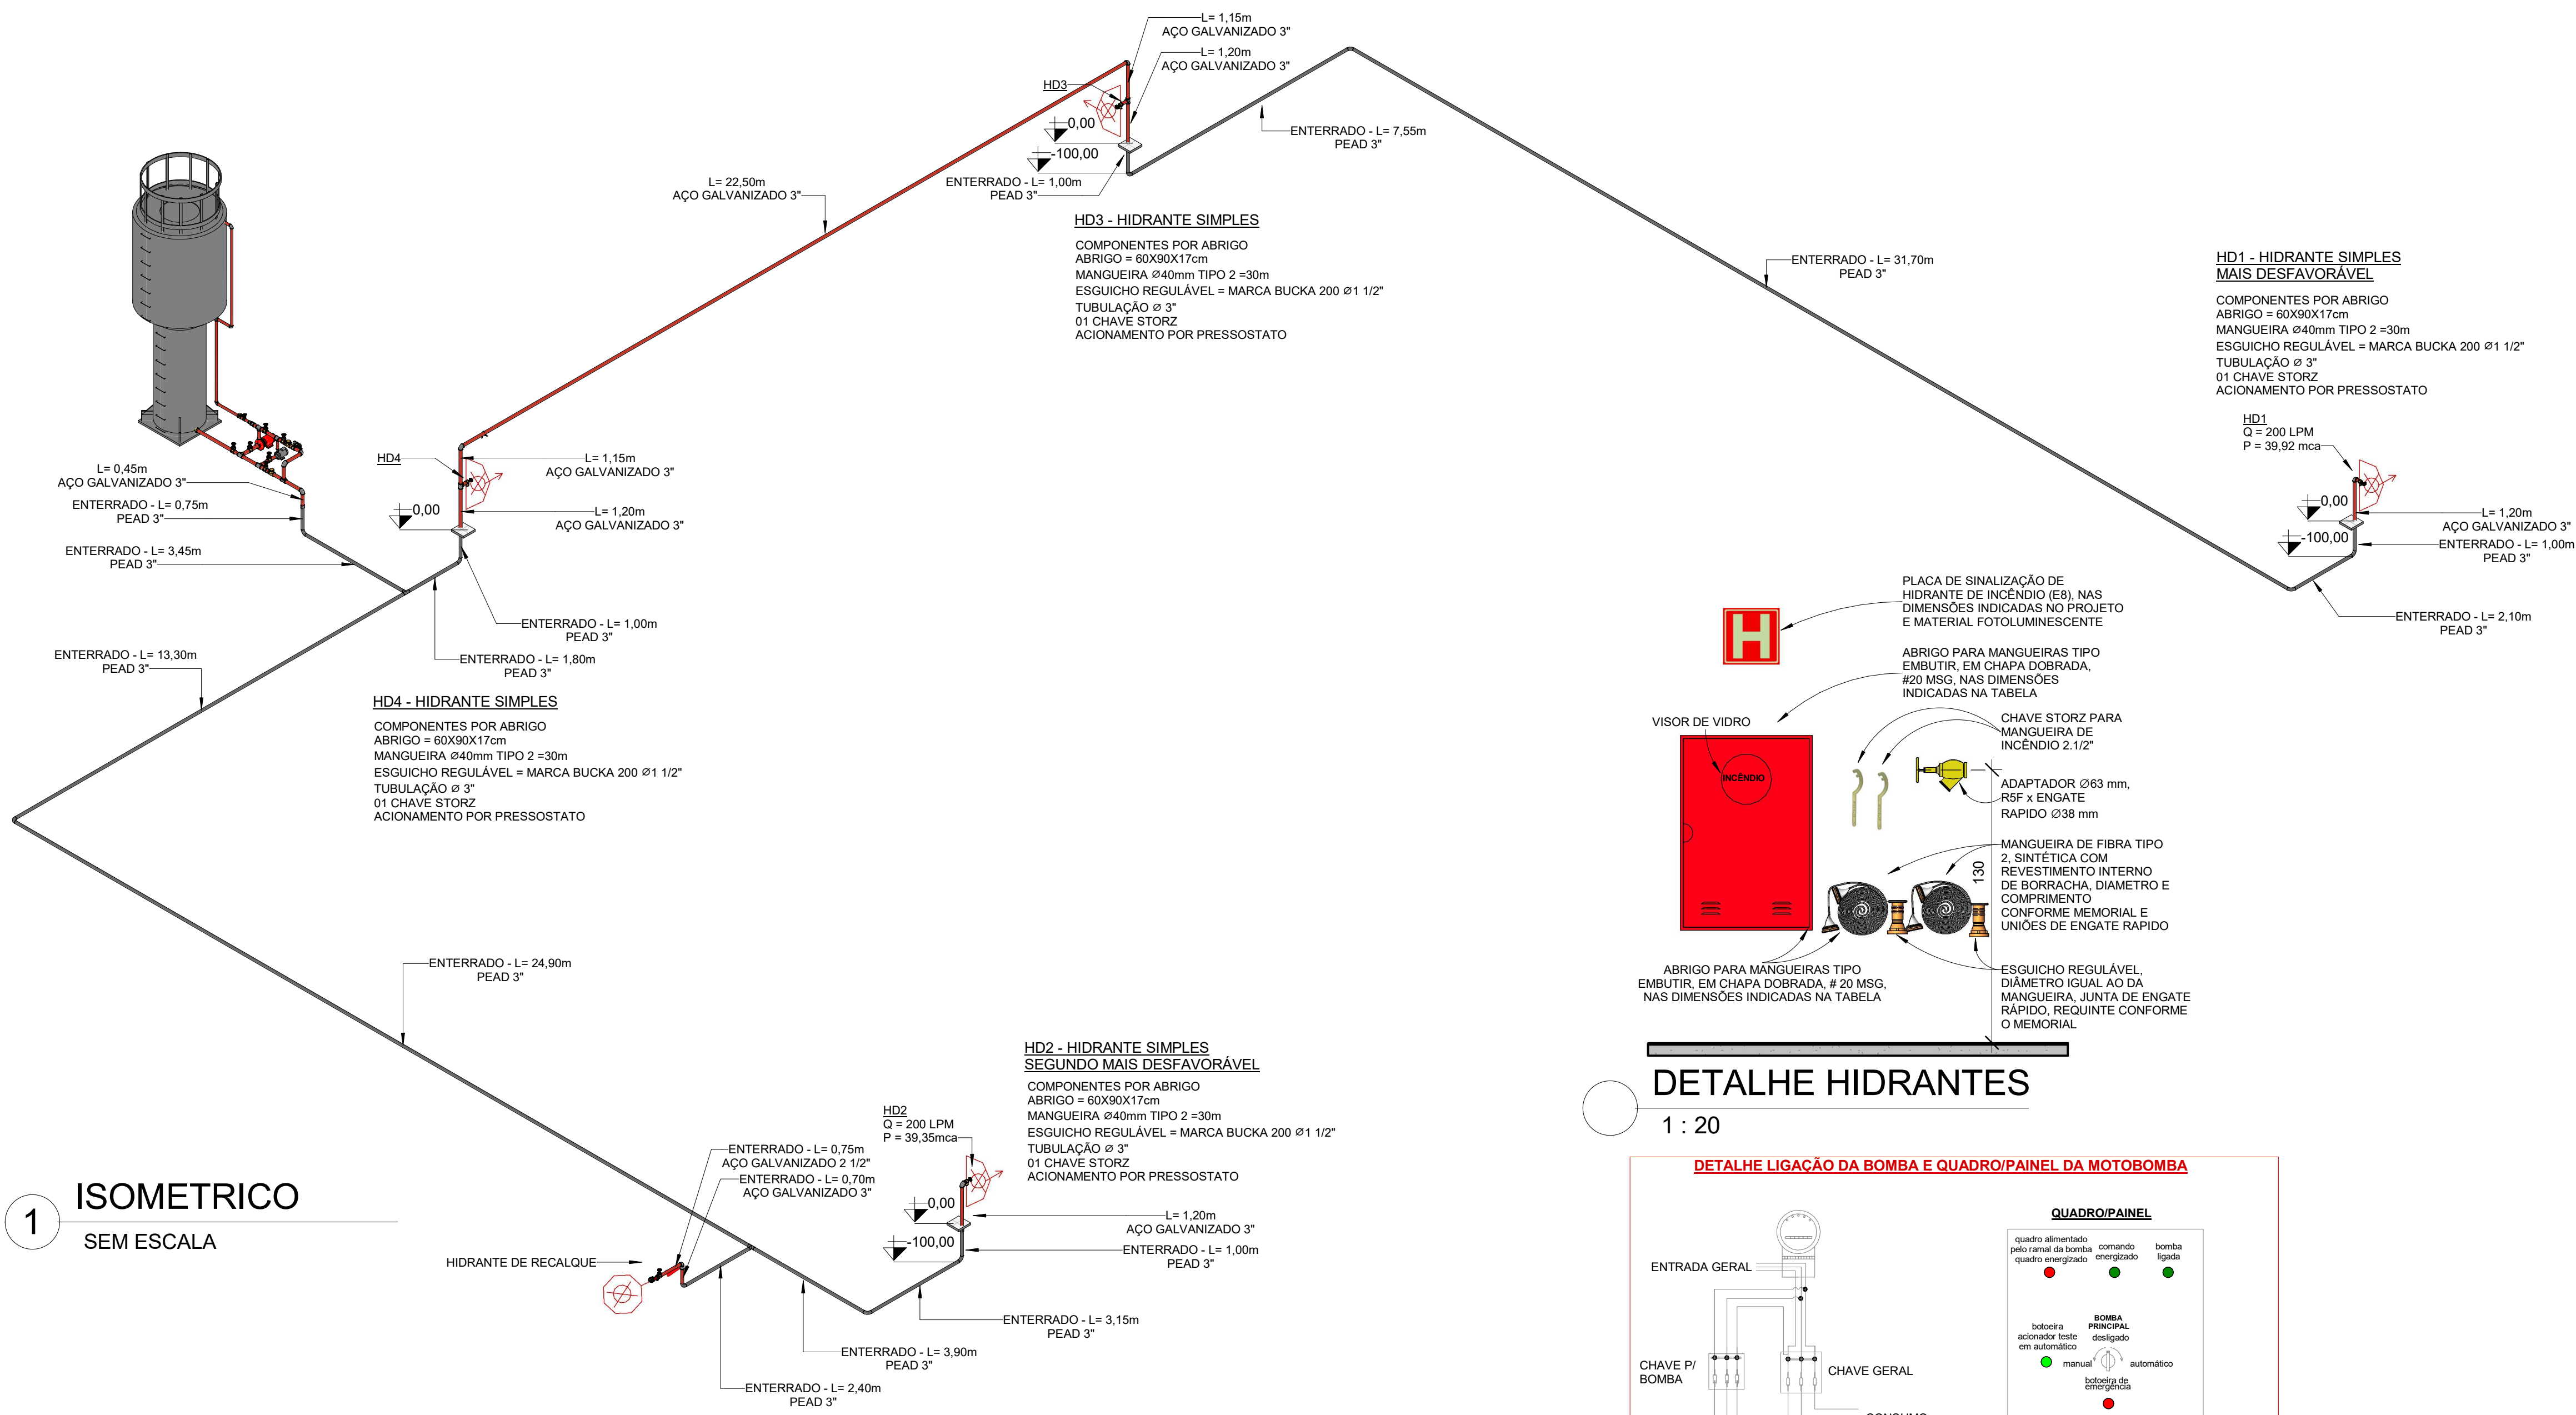 L= 1,15m
AÇO GALVANIZADO 3"
L= 1,20m
AÇO GALVANIZADO 3"
HD3
0,00
-100,00
ENTERRADO - L= 1,00m
PEAD 3"
ENTERRADO - L= 7,55m
PEAD 3"
L= 22,50m
AÇO GALVANIZADO 3"
HD3 - HIDRANTE SIMPLES
COMPONENTES POR ABRIGO
ABRIGO = 60X90X17cm
MANGUEIRA Ø40mm TIPO 2 =30m
ESGUICHO REGULÁVEL = MARCA BUCKA 200 Ø1 1/2"
TUBULAÇÃO Ø 3"
01 CHAVE STORZ
ACIONAMENTO POR PRESSOSTATO
ENTERRADO - L= 31,70m
PEAD 3"
HD1 - HIDRANTE SIMPLES
MAIS DESFAVORÁVEL
COMPONENTES POR ABRIGO
ABRIGO = 60X90X17cm
MANGUEIRA Ø40mm TIPO 2 =30m
ESGUICHO REGULÁVEL = MARCA BUCKA 200 Ø1 1/2"
TUBULAÇÃO Ø 3"
01 CHAVE STORZ
ACIONAMENTO POR PRESSOSTATO
HD1
Q = 200 LPM
P = 39,92 mca
0,00
-100,00
L= 1,20m
AÇO GALVANIZADO 3"
ENTERRADO - L= 1,00m
PEAD 3"
ENTERRADO - L= 2,10m
PEAD 3"
L= 0,45m
AÇO GALVANIZADO 3"
ENTERRADO - L= 0,75m
PEAD 3"
ENTERRADO - L= 3,45m
PEAD 3"
HD4
0,00
L= 1,15m
AÇO GALVANIZADO 3"
L= 1,20m
AÇO GALVANIZADO 3"
ENTERRADO - L= 1,00m
PEAD 3"
ENTERRADO - L= 1,80m
PEAD 3"
ENTERRADO - L= 13,30m
PEAD 3"
HD4 - HIDRANTE SIMPLES
COMPONENTES POR ABRIGO
ABRIGO = 60X90X17cm
MANGUEIRA Ø40mm TIPO 2 =30m
ESGUICHO REGULÁVEL = MARCA BUCKA 200 Ø1 1/2"
TUBULAÇÃO Ø 3"
01 CHAVE STORZ
ACIONAMENTO POR PRESSOSTATO
PLACA DE SINALIZAÇÃO DE
HIDRANTE DE INCÊNDIO (E8), NAS
DIMENSÕES INDICADAS NO PROJETO
E MATERIAL FOTOLUMINESCENTE
H
ABRIGO PARA MANGUEIRAS TIPO
EMBUTIR, EM CHAPA DOBRADA,
#20 MSG, NAS DIMENSÕES
INDICADAS NA TABELA
VISOR DE VIDRO
INCÊNDIO
CHAVE STORZ PARA
MANGUEIRA DE
INCÊNDIO 2.1/2"
ADAPTADOR Ø63 mm,
R5F x ENGATE
RAPIDO Ø38 mm
130
MANGUEIRA DE FIBRA TIPO
2, SINTÉTICA COM
REVESTIMENTO INTERNO
DE BORRACHA, DIAMETRO E
COMPRIMENTO
CONFORME MEMORIAL E
UNIÕES DE ENGATE RAPIDO
ABRIGO PARA MANGUEIRAS TIPO
EMBUTIR, EM CHAPA DOBRADA, # 20 MSG,
NAS DIMENSÕES INDICADAS NA TABELA
ESGUICHO REGULÁVEL,
DIÂMETRO IGUAL AO DA
MANGUEIRA, JUNTA DE ENGATE
RÁPIDO, REQUINTE CONFORME
O MEMORIAL
DETALHE HIDRANTES
1 : 20
ENTERRADO - L= 24,90m
PEAD 3"
HD2 - HIDRANTE SIMPLES
SEGUNDO MAIS DESFAVORÁVEL
COMPONENTES POR ABRIGO
ABRIGO = 60X90X17cm
MANGUEIRA Ø40mm TIPO 2 =30m
ESGUICHO REGULÁVEL = MARCA BUCKA 200 Ø1 1/2"
TUBULAÇÃO Ø 3"
01 CHAVE STORZ
ACIONAMENTO POR PRESSOSTATO
HD2
Q = 200 LPM
P = 39,35mca
0,00
-100,00
L= 1,20m
AÇO GALVANIZADO 3"
ENTERRADO - L= 1,00m
PEAD 3"
ENTERRADO - L= 0,75m
AÇO GALVANIZADO 2 1/2"
ENTERRADO - L= 0,70m
AÇO GALVANIZADO 3"
HIDRANTE DE RECALQUE
ENTERRADO - L= 3,15m
PEAD 3"
ENTERRADO - L= 3,90m
PEAD 3"
ENTERRADO - L= 2,40m
PEAD 3"
1
ISOMETRICO
SEM ESCALA
DETALHE LIGAÇÃO DA BOMBA E QUADRO/PAINEL DA MOTOBOMBA
ENTRADA GERAL
CHAVE P/
BOMBA
CHAVE GERAL
QUADRO/PAINEL
quadro alimentado
pelo ramal da bomba
quadro energizado
comando
energizado
bomba
ligada
botoeira
acionador teste
em automático
BOMBA
PRINCIPAL
desligado
manual
automático
botoeira de
emergência